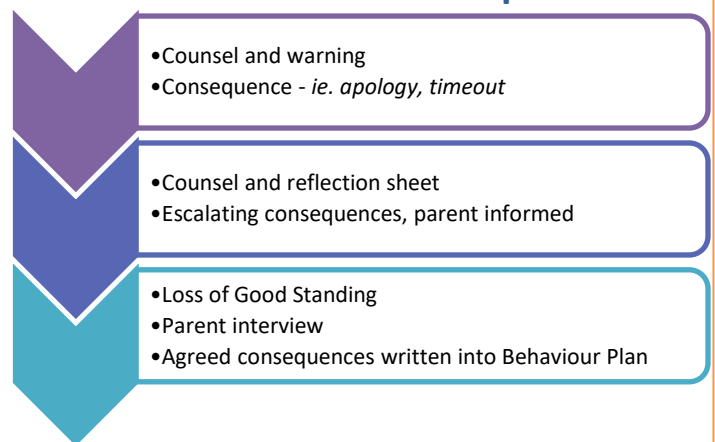 •Counsel and warning
•Consequence - ie. apology, timeout
•Counsel and reflection sheet
•Escalating consequences, parent informed
•Loss of Good Standing
•Parent interview
•Agreed consequences written into Behaviour Plan